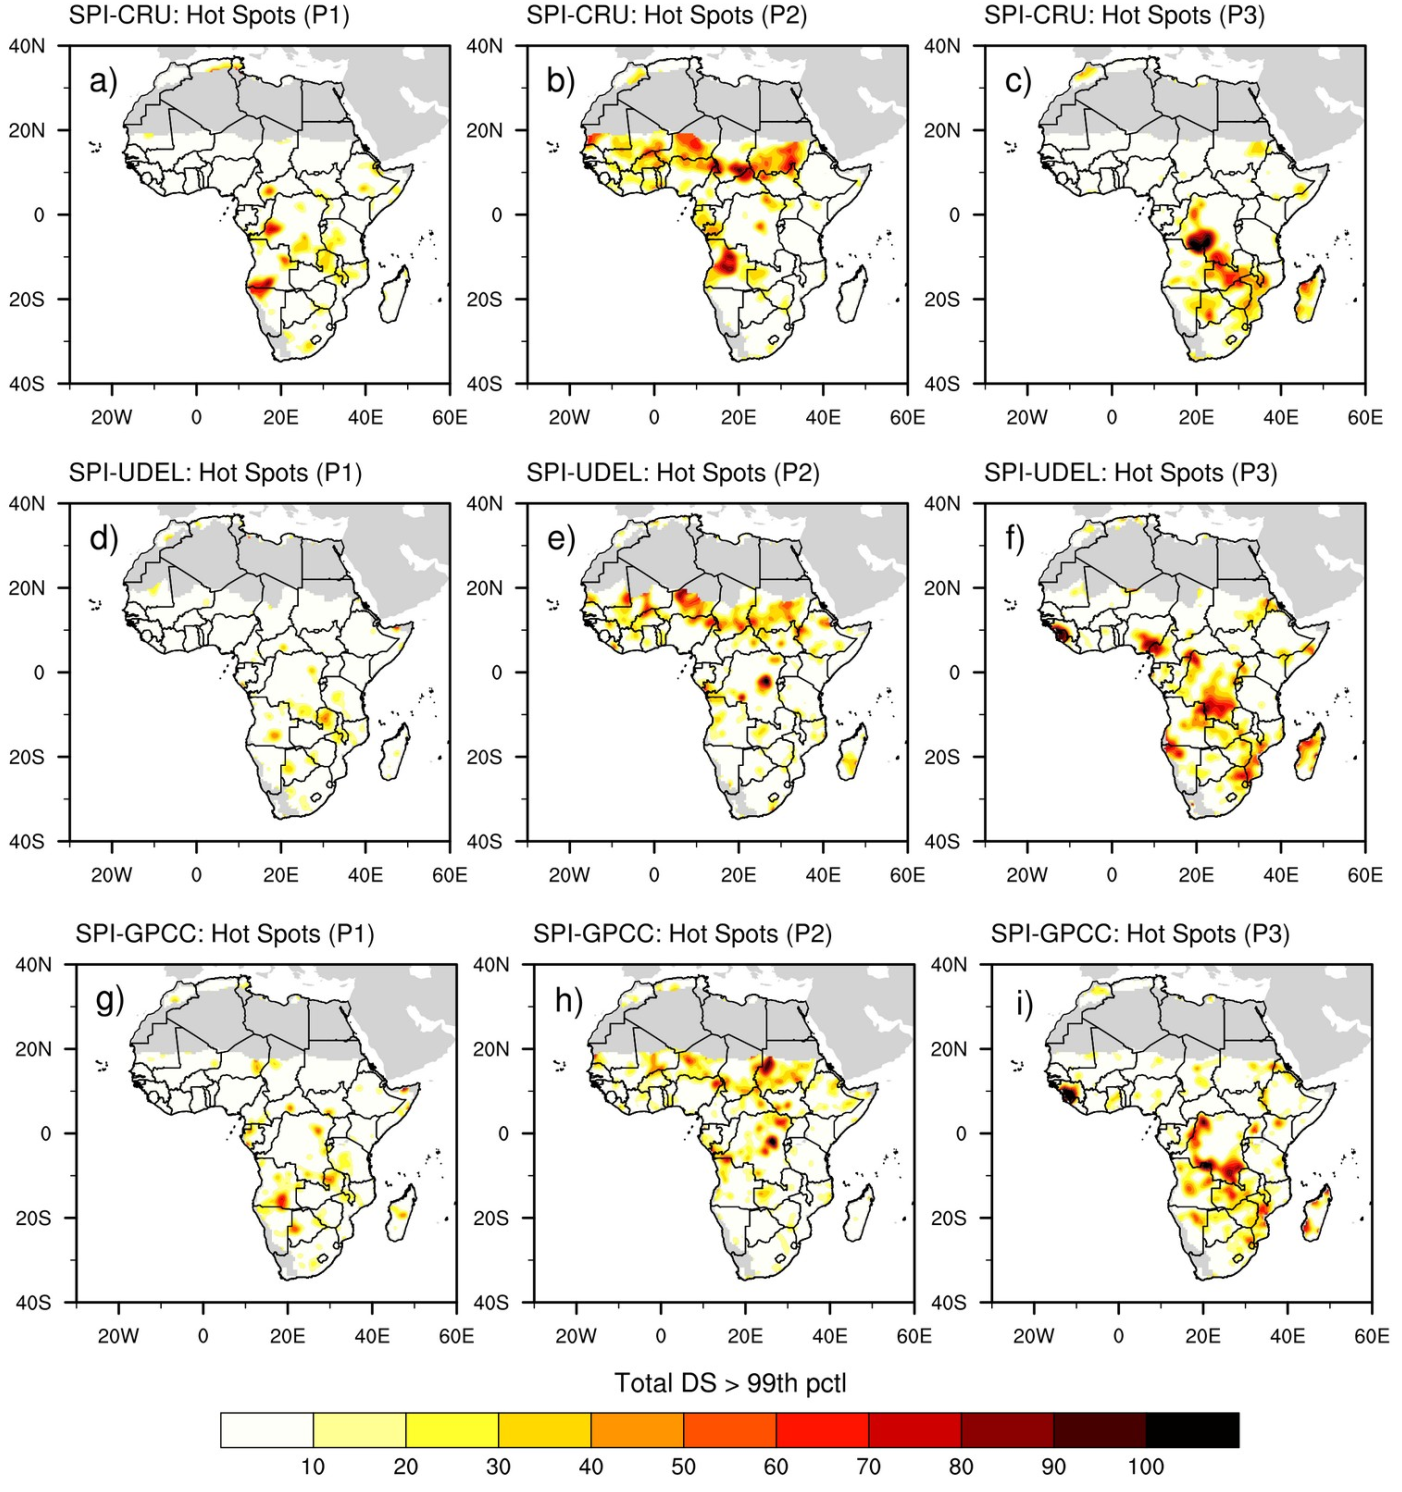 SPI-CRU: Hot Spots (P1) SPI-CRU: Hot Spots (P2) SPI-CRU: Hot Spots (P3)
40N 40N 40N
a) b) c)
20N 20N 20N
0 0 0
20S 20S 20S
40S 40S 40S
20W 0 20E 40E 60E 20W 0 20E 40E 60E 20W 0 20E 40E 60E
SPI-UDEL: Hot Spots (P1) SPI-UDEL: Hot Spots (P2) SPI-UDEL: Hot Spots (P3)
40N 40N 40N
d) e) f)
20N 20N 20N
0 0 0
20S 20S 20S
40S 40S 40S
20W 0 20E 40E 60E 20W 0 20E 40E 60E 20W 0 20E 40E 60E
SPI-GPCC: Hot Spots (P1) SPI-GPCC: Hot Spots (P2) SPI-GPCC: Hot Spots (P3)
40N 40N 40N
g) h) i)
20N 20N 20N
0 0 0
20S 20S 20S
40S 40S 40S
20W 0 20E 40E 60E 20W 0 20E 40E 60E 20W 0 20E 40E 60E
Total DS > 99th pctl
10 20 30 40 50 60 70 80 90 100